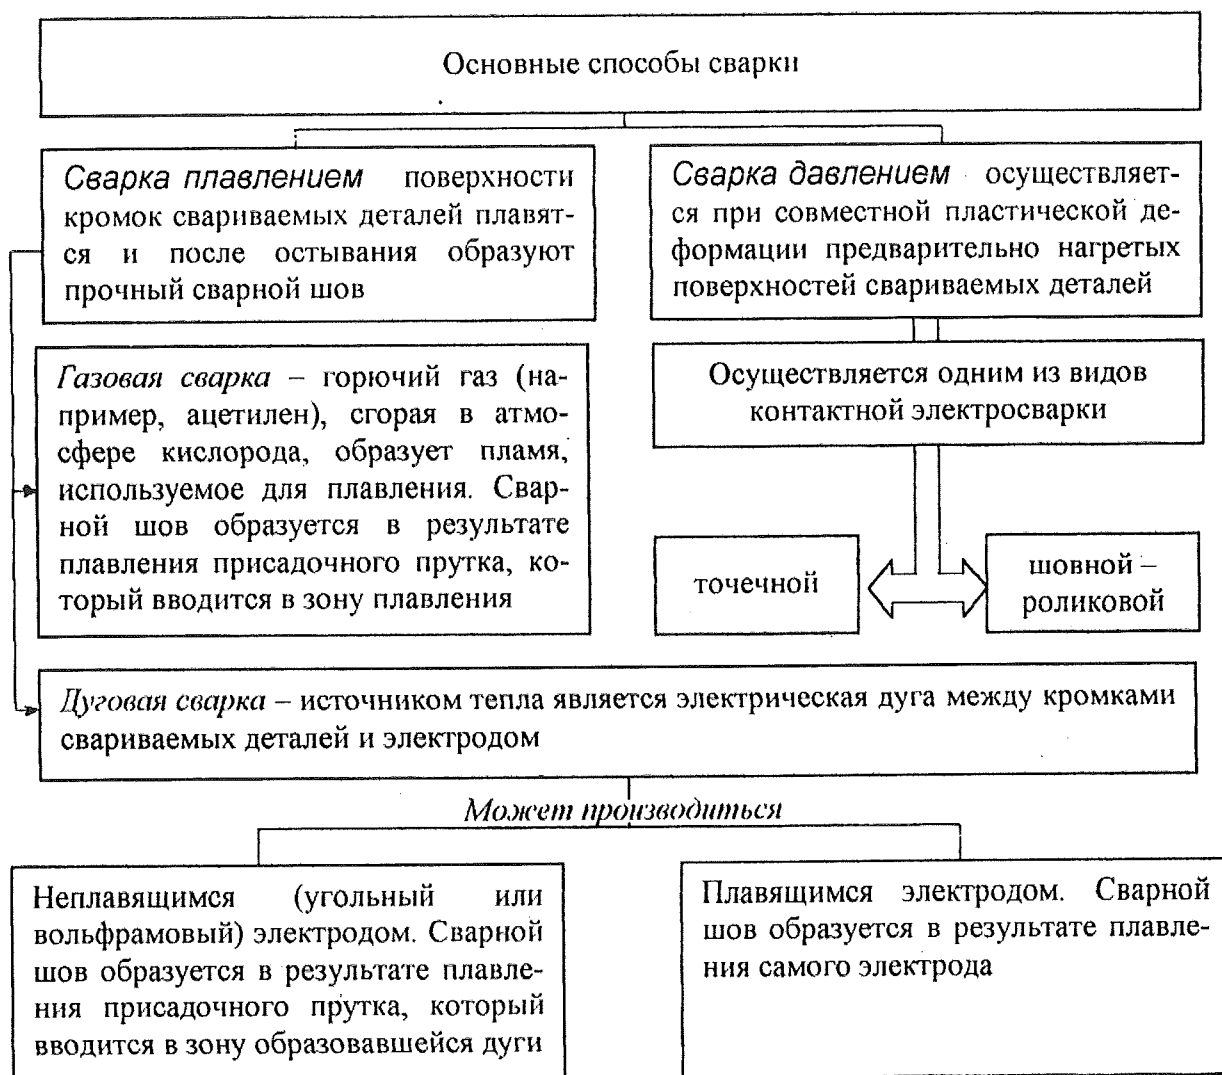 Основные способы сварки
Сварка плавлением поверхности
кромок свариваемых деталей плавят-
ся и после остывания образуют
прочный сварной шов
Сварка давлением осуществляет-
ся при совместной пластической де-
формации предварительно нагретых
поверхностей свариваемых деталей
Газовая сварка – горючий газ (на-
пример, ацетилен), сгорая в атмо-
сфере кислорода, образует пламя,
используемое для плавления. Свар-
ной шов образуется в результате
плавления присадочного прутка, ко-
торый вводится в зону плавления
Осуществляется одним из видов
контактной электросварки
точечной
шовной –
роликовой
Дуговая сварка – источником тепла является электрическая дуга между кромками
свариваемых деталей и электродом
Может производиться
Неплавящимся (угольный или
вольфрамовый) электродом. Сварной
шов образуется в результате плавле-
ния присадочного прутка, который
вводится в зону образовавшейся дуги
Плавящимся электродом. Сварной
шов образуется в результате плавле-
ния самого электрода